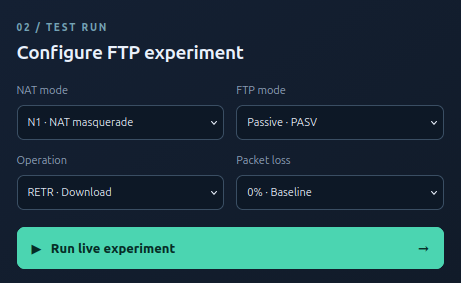 02 / TEST RUN
Configure FTP experiment
NAT mode
FTP mode
N1 · NAT masquerade
Passive · PASV
Operation
Packet loss
RETR · Download
0% · Baseline
▶ Run live experiment →